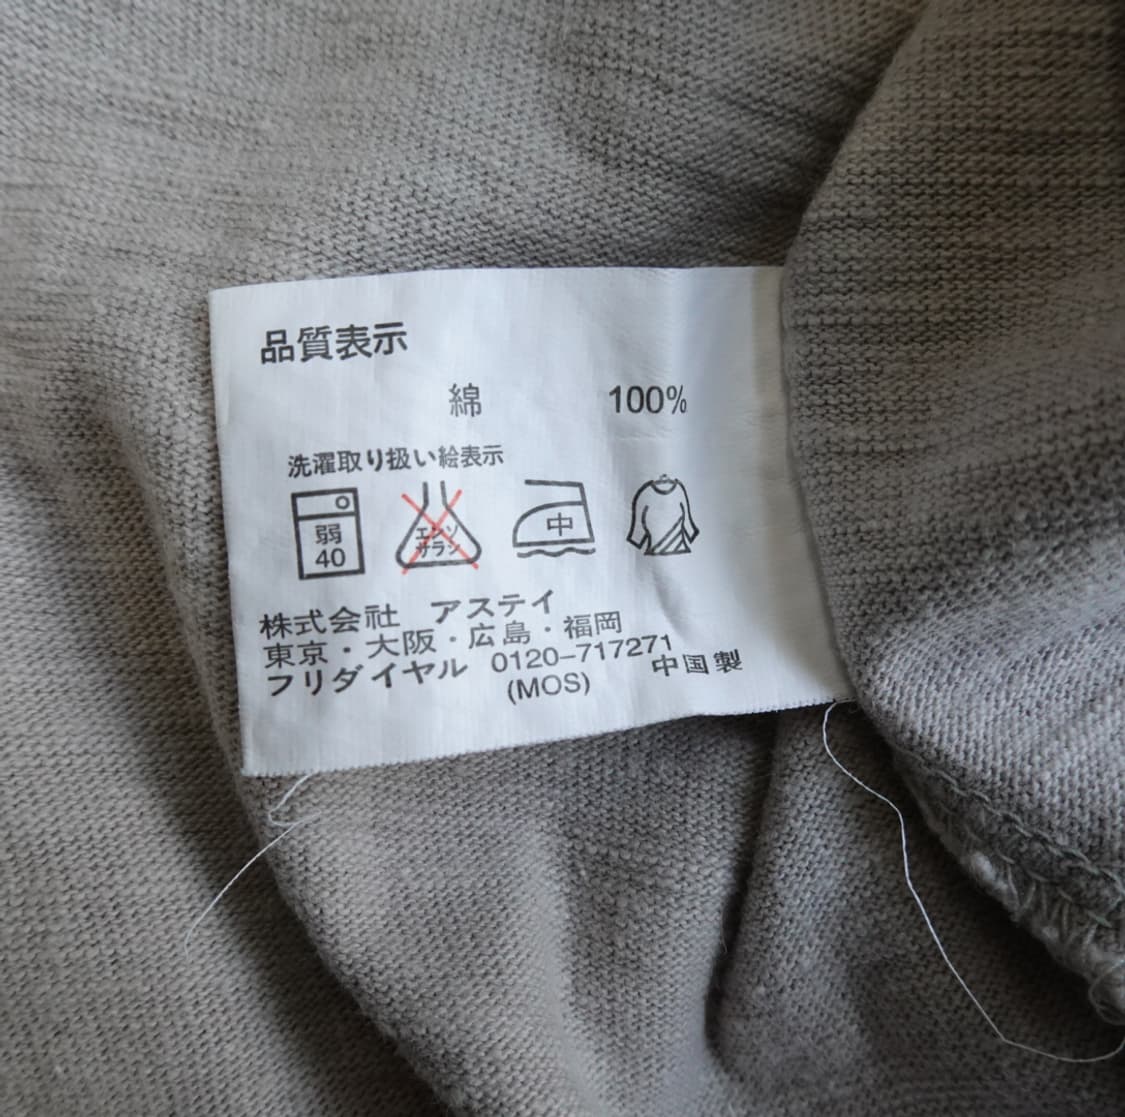 品質表示
綿 100%
洗濯取り扱い絵表示
弱
40
エンソ
サラシ
中
株式会社 アステイ
東京・大阪・広島・福岡
フリダイヤル 0120-717271
(MOS) 中国製